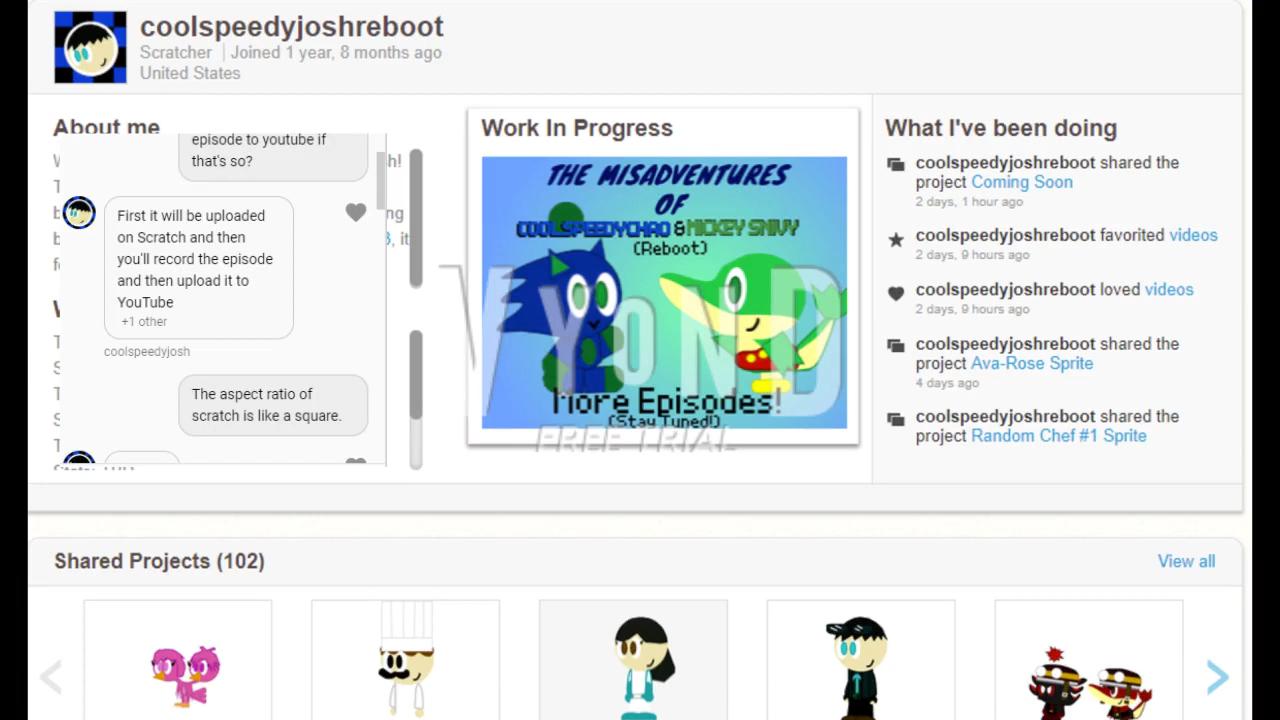 coolspeedyjoshreboot
Scratcher Joined 1 year, 8 months ago
United States
About me
episode to youtube if
that's so?
First it will be uploaded
on Scratch and then
you'll record the episode
and then upload it to
YouTube
+1 other
coolspeedyjosh
The aspect ratio of
scratch is like a square.
Work In Progress
THE MISADVENTURES
OF
COOLSPEEDYCHAO & MICKEY SNIVY
(Reboot)
More Episodes!
(Stay Tuned!)
VYOND
FREE TRIAL
What I've been doing
coolspeedyjoshreboot shared the
project Coming Soon
2 days, 1 hour ago
coolspeedyjoshreboot favorited videos
2 days, 9 hours ago
coolspeedyjoshreboot loved videos
2 days, 9 hours ago
coolspeedyjoshreboot shared the
project Ava-Rose Sprite
4 days ago
coolspeedyjoshreboot shared the
project Random Chef #1 Sprite
Shared Projects (102)
View all